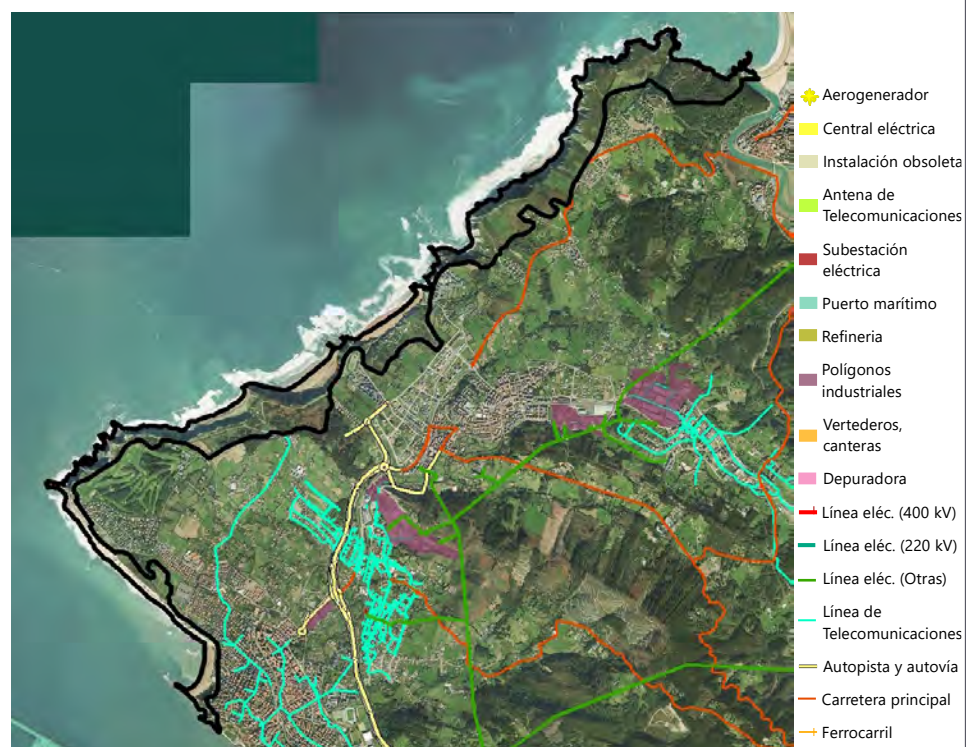 Aerogenerador
Central eléctrica
Instalación obsoleta
Antena de
Telecomunicaciones
Subestación
eléctrica
Puerto marítimo
Refineria
Polígonos
industriales
Vertederos,
canteras
Depuradora
Línea eléc. (400 kV)
Línea eléc. (220 kV)
Línea eléc. (Otras)
Línea de
Telecomunicaciones
Autopista y autovía
Carretera principal
Ferrocarril